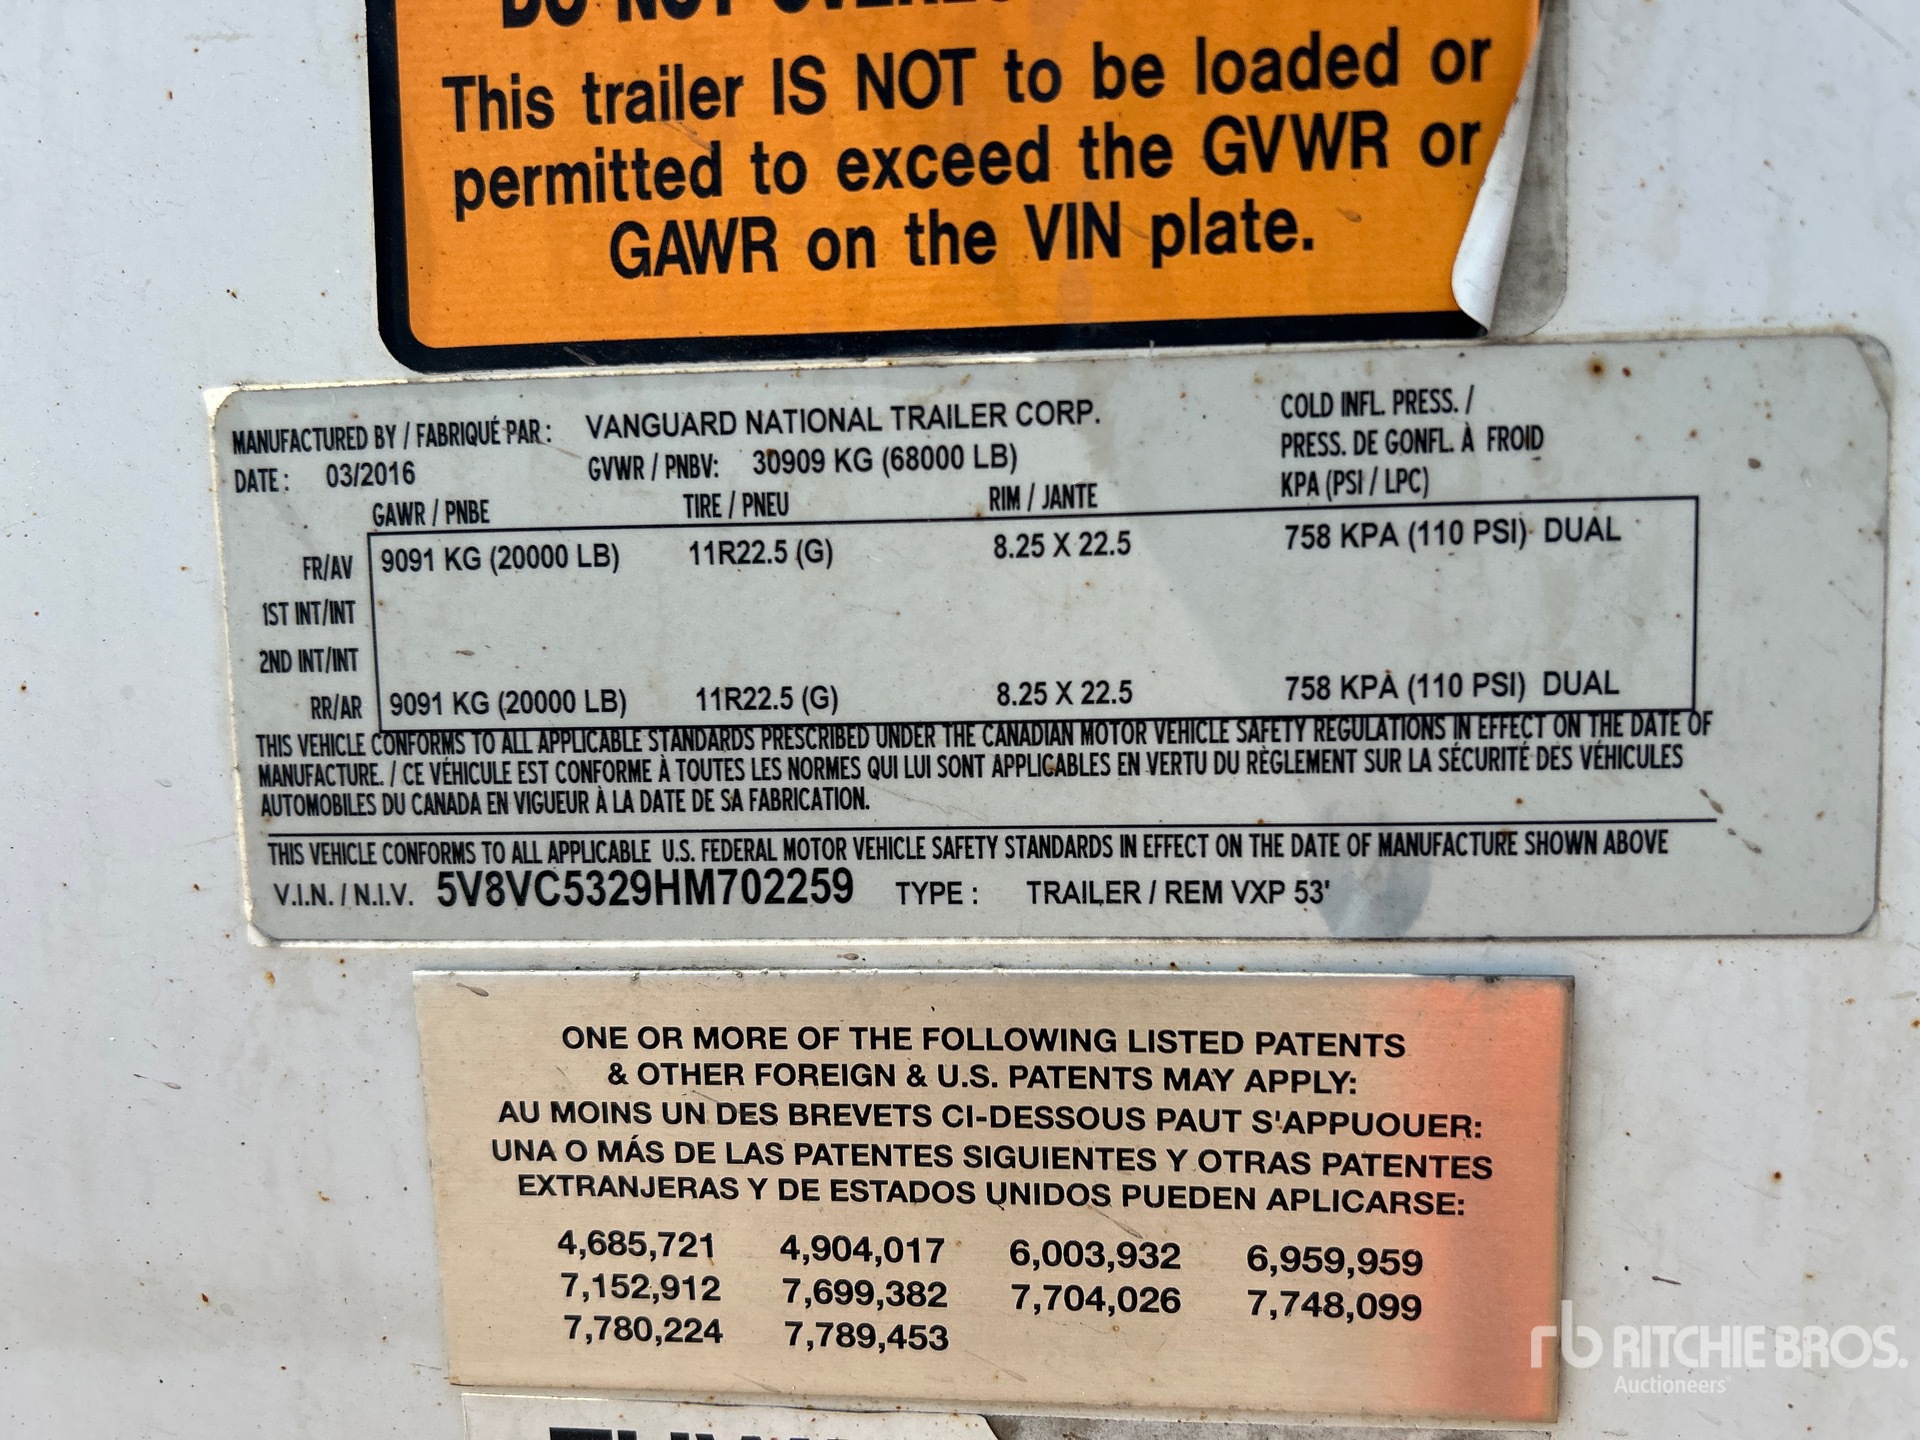 DO NOT
This trailer IS NOT to be loaded or
permitted to exceed the GVWR or
GAWR on the VIN plate.
MANUFACTURED BY / FABRIQUÉ PAR : VANGUARD NATIONAL TRAILER CORP. COLD INFL. PRESS. /
PRESS. DE GONFL. À FROID
DATE : 03/2016 GVWR / PNBV: 30909 KG (68000 LB) KPA (PSI / LPC)
GAWR / PNBE TIRE / PNEU RIM / JANTE
FR/AV 9091 KG (20000 LB) 11R22.5 (G) 8.25 X 22.5 758 KPA (110 PSI) DUAL
1ST INT/INT
2ND INT/INT
RR/AR 9091 KG (20000 LB) 11R22.5 (G) 8.25 X 22.5 758 KPA (110 PSI) DUAL
THIS VEHICLE CONFORMS TO ALL APPLICABLE STANDARDS PRESCRIBED UNDER THE CANADIAN MOTOR VEHICLE SAFETY REGULATIONS IN EFFECT ON THE DATE OF
MANUFACTURE. / CE VÉHICULE EST CONFORME À TOUTES LES NORMES QUI LUI SONT APPLICABLES EN VERTU DU RÈGLEMENT SUR LA SÉCURITÉ DES VÉHICULES
AUTOMOBILES DU CANADA EN VIGUEUR À LA DATE DE SA FABRICATION.
THIS VEHICLE CONFORMS TO ALL APPLICABLE U.S. FEDERAL MOTOR VEHICLE SAFETY STANDARDS IN EFFECT ON THE DATE OF MANUFACTURE SHOWN ABOVE
V.I.N. / N.I.V. 5V8VC5329HM702259 TYPE : TRAILER / REM VXP 53'
ONE OR MORE OF THE FOLLOWING LISTED PATENTS
& OTHER FOREIGN & U.S. PATENTS MAY APPLY:
AU MOINS UN DES BREVETS CI-DESSOUS PAUT S'APPUOUER:
UNA O MÁS DE LAS PATENTES SIGUIENTES Y OTRAS PATENTES
EXTRANJERAS Y DE ESTADOS UNIDOS PUEDEN APLICARSE:
4,685,721 4,904,017 6,003,932 6,959,959
7,152,912 7,699,382 7,704,026 7,748,099
7,780,224 7,789,453
rb RITCHIE BROS.
Auctioneers